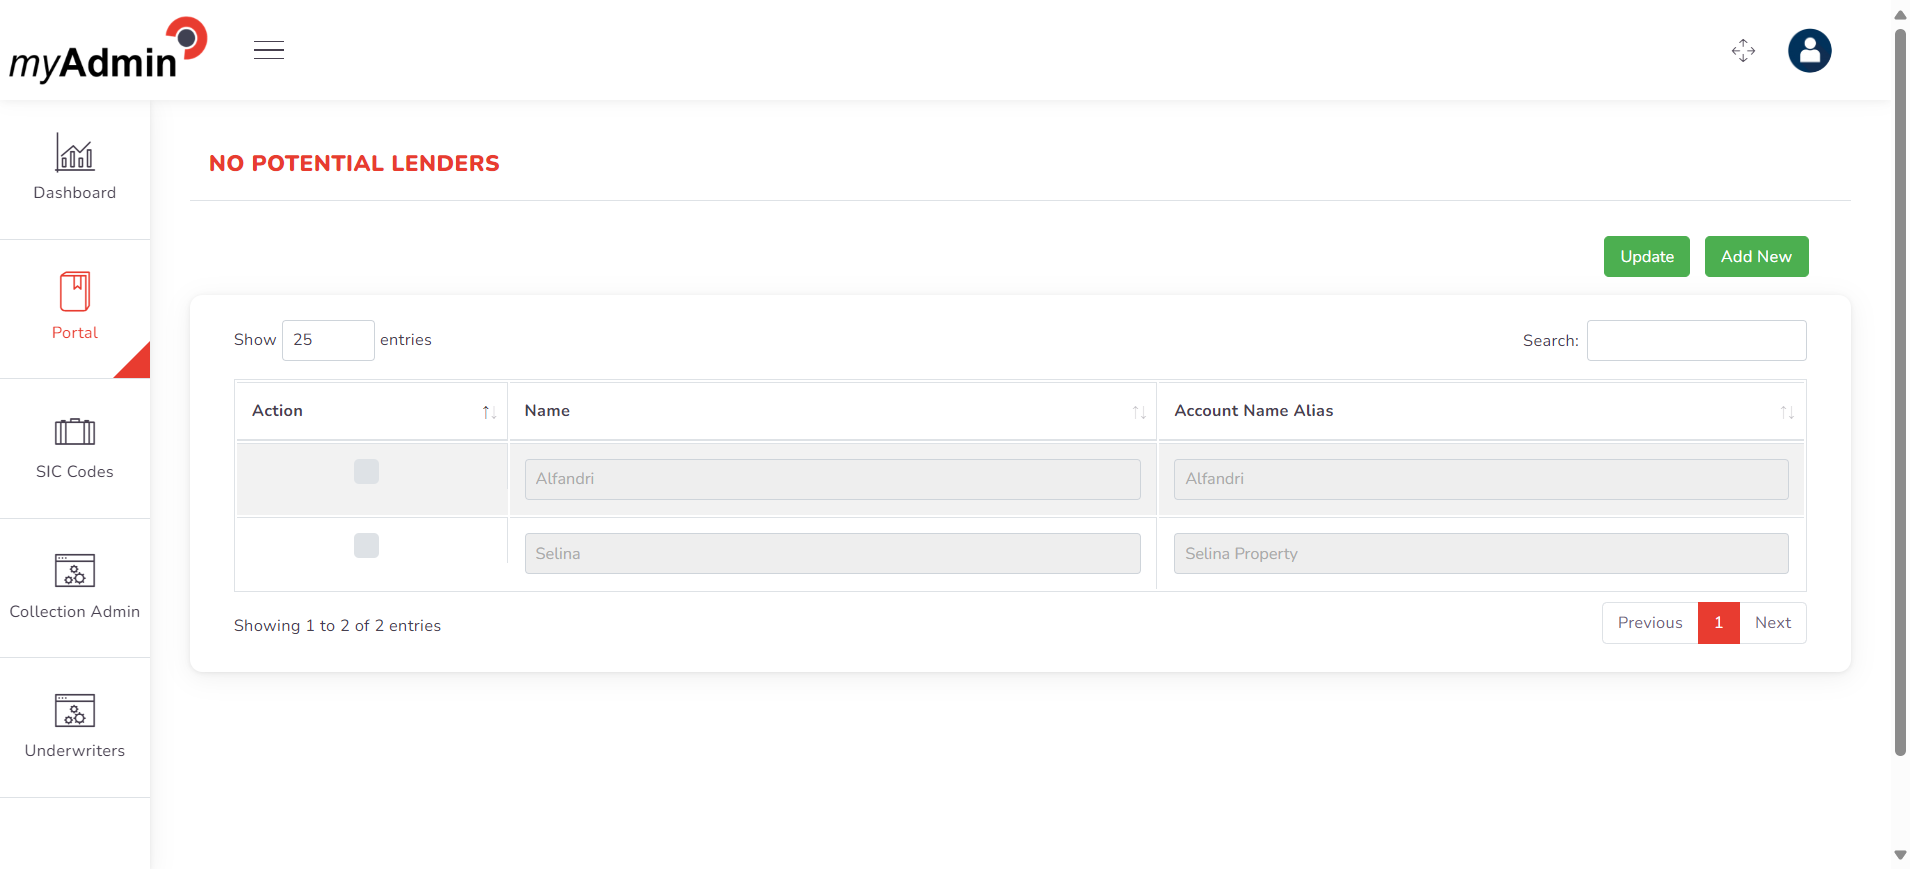 myAdmin
Dashboard
Portal
SIC Codes
Collection Admin
Underwriters
NO POTENTIAL LENDERS
Update Add New
Show 25 entries Search:
Action Name Account Name Alias
Alfandri Alfandri
Selina Selina Property
Showing 1 to 2 of 2 entries Previous 1 Next